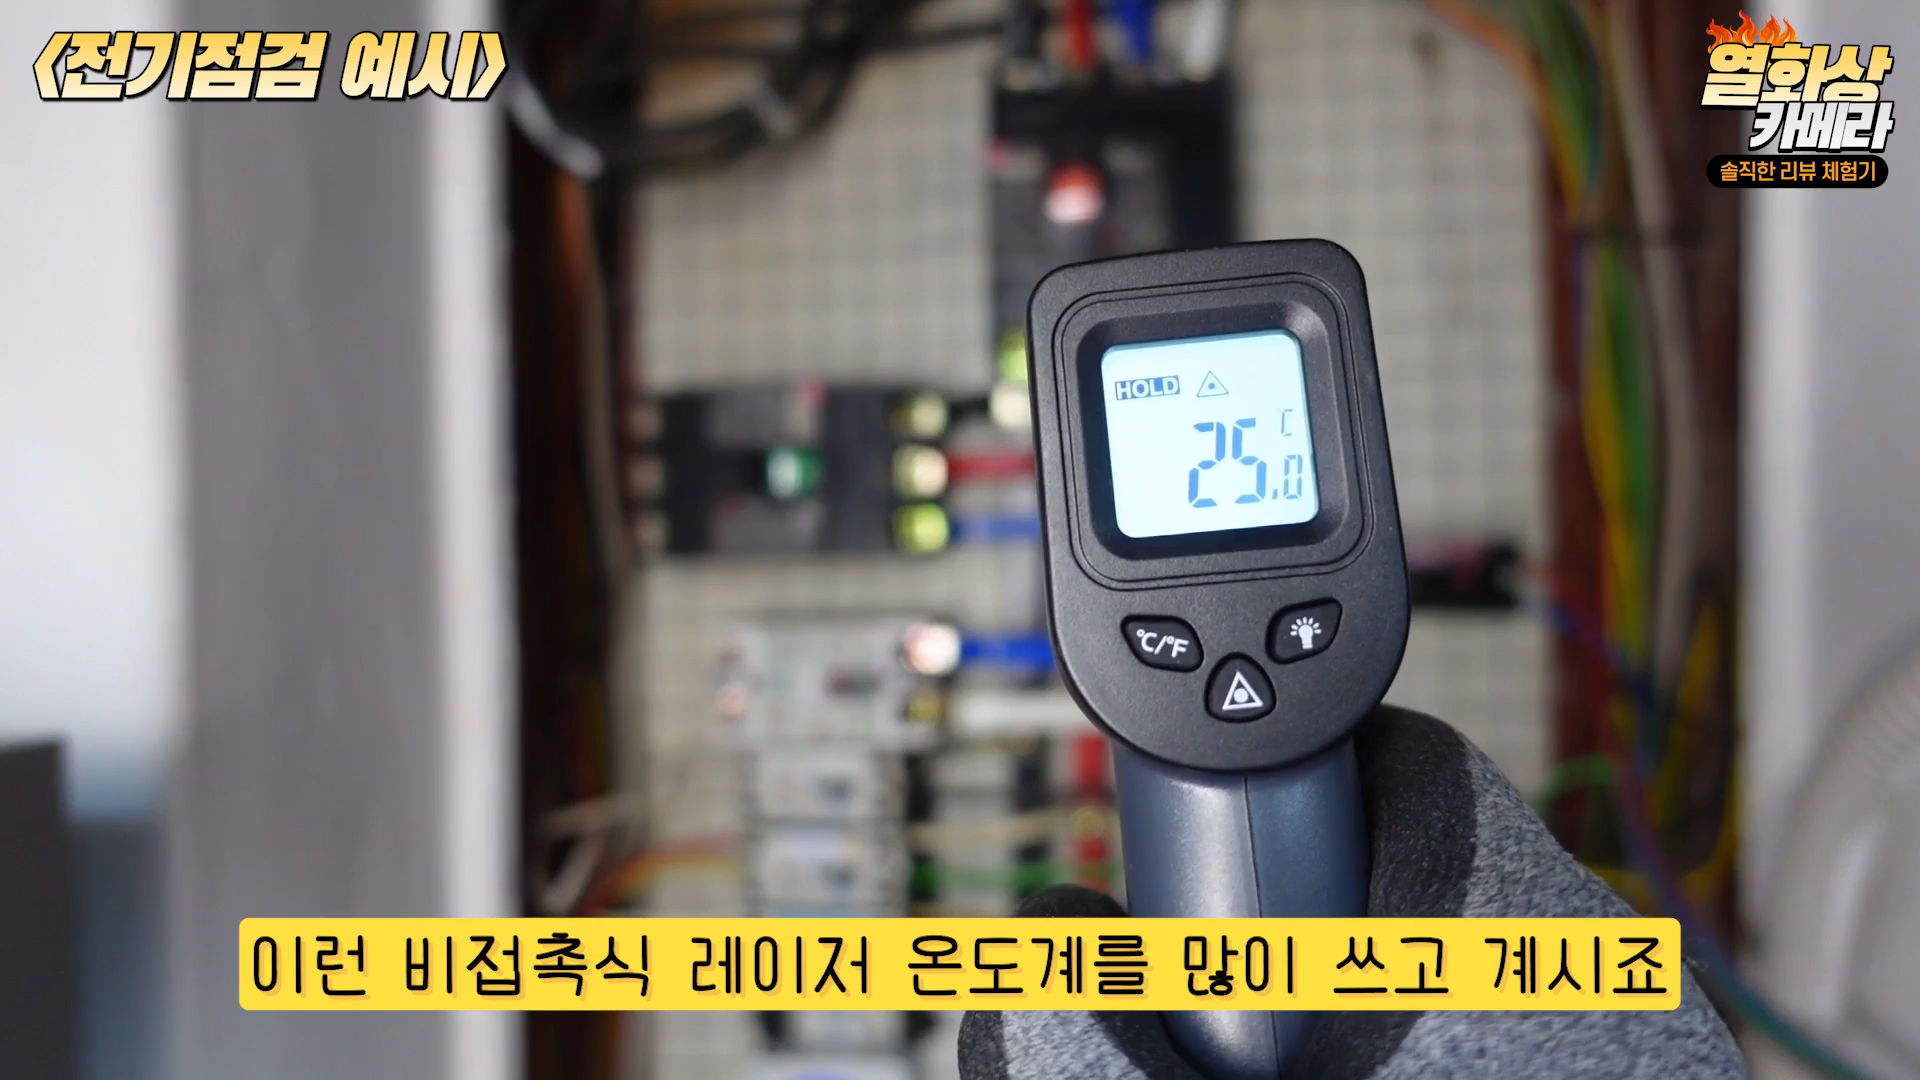 <전기점검 예시>
열화상
카메라
솔직한 리뷰 체험기
HOLD
°C
25.0
°C/°F
이런 비접촉식 레이저 온도계를 많이 쓰고 계시죠